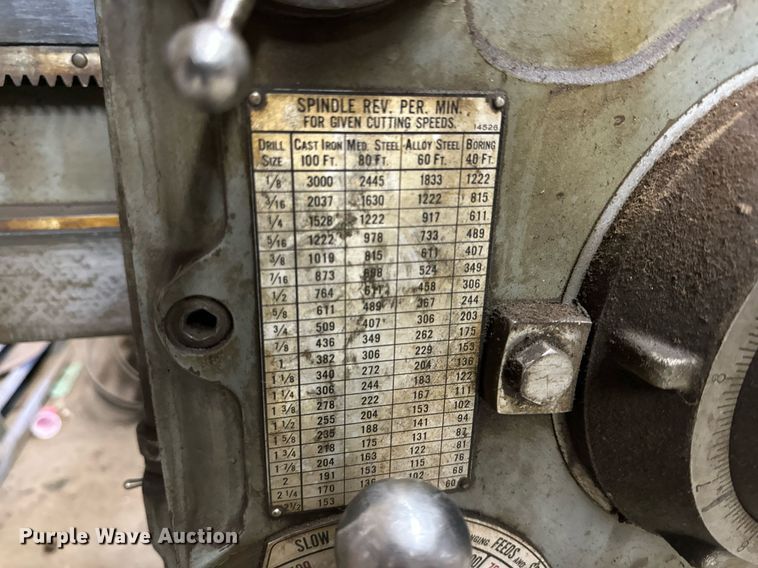 SPINDLE REV. PER. MIN.
FOR GIVEN CUTTING SPEEDS. 14526
DRILL SIZE CAST IRON 100 FT. MED. STEEL 80 FT. ALLOY STEEL 60 FT. BORING 40 FT.
1/8 3000 2445 1833 1222
3/16 2037 1630 1222 815
1/4 1528 1222 917 611
5/16 1222 978 733 489
3/8 1019 815 611 407
7/16 873 698 524 349
1/2 764 611 458 306
5/8 611 489 367 244
3/4 509 407 306 203
7/8 436 349 262 175
1 382 306 229 153
1 1/8 340 272 204 136
1 1/4 306 244 183 122
1 3/8 278 222 167 111
1 1/2 255 204 153 102
1 5/8 235 188 141 94
1 3/4 218 175 131 87
1 7/8 204 163 122 81
2 191 153 115 76
2 1/4 170 136 102 68
2 1/2 153 60
SLOW
FEEDS
Purple Wave Auction